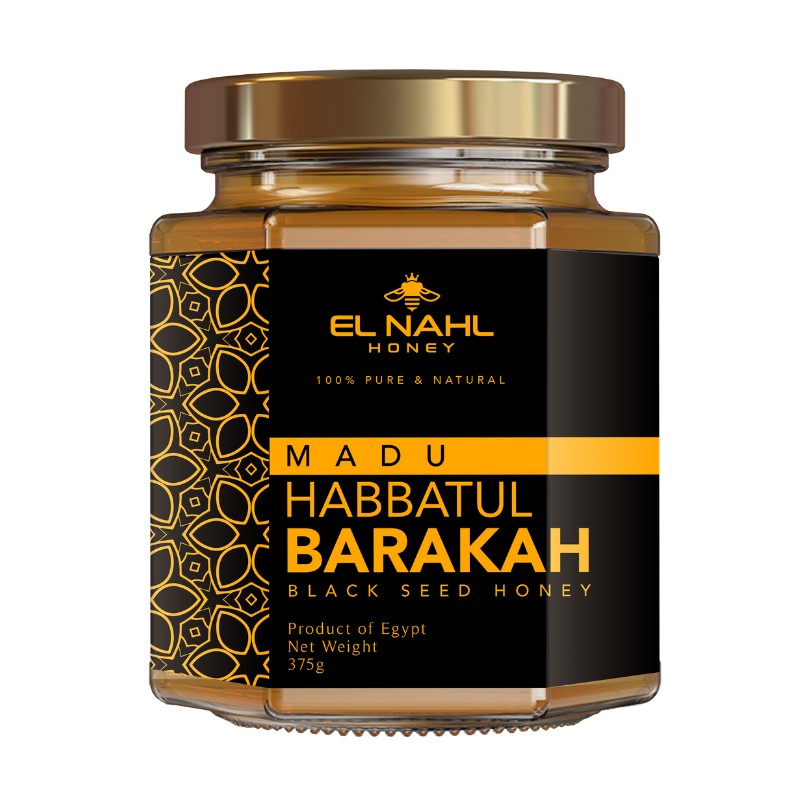 EL NAHL
HONEY
100% PURE & NATURAL
MADU
HABBATUL
BARAKAH
BLACK SEED HONEY
Product of Egypt
Net Weight
375g